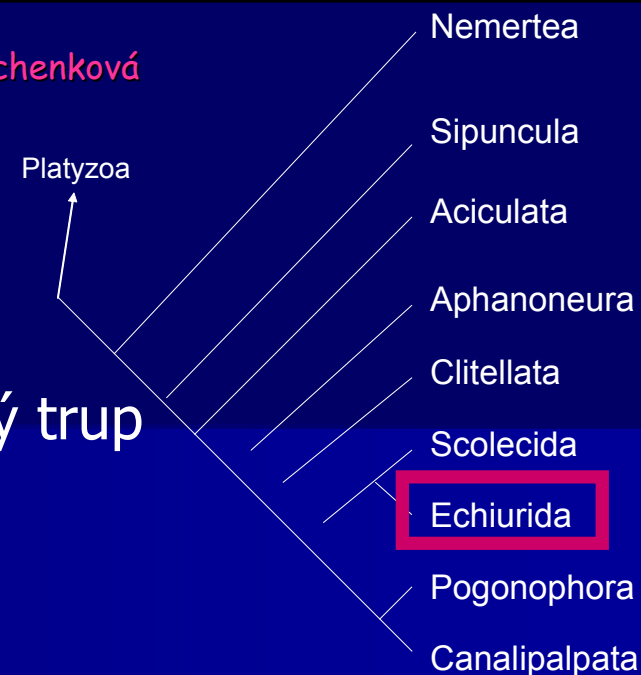 Nemertea
chenková
Sipuncula
Platyzoa
Aciculata
Aphanoneura
Clitellata
ý trup
Scolecida
Echiurida
Pogonophora
Canalipalpata